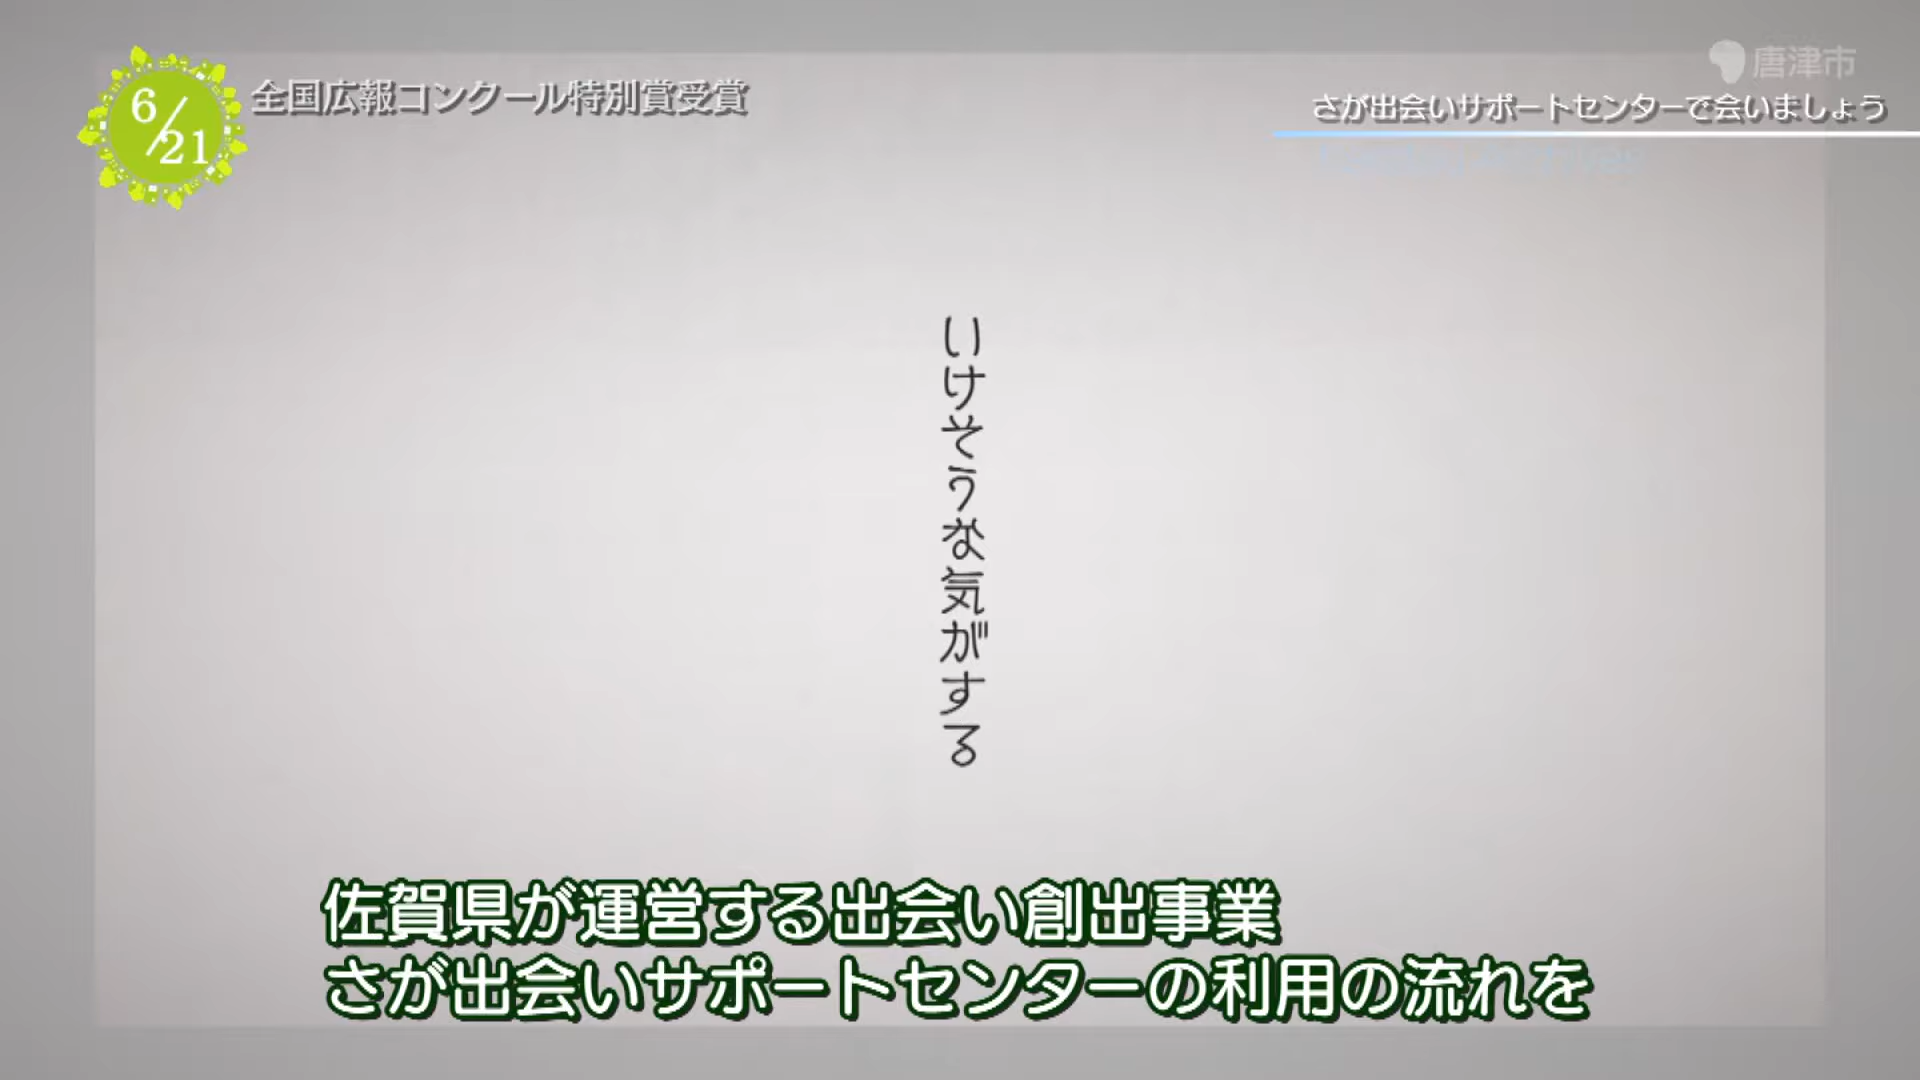 6/21
全国広報コンクール特別賞受賞
唐津市
さが出会いサポートセンターで会いましょう
いけそうな気がする
佐賀県が運営する出会い創出事業
さが出会いサポートセンターの利用の流れを